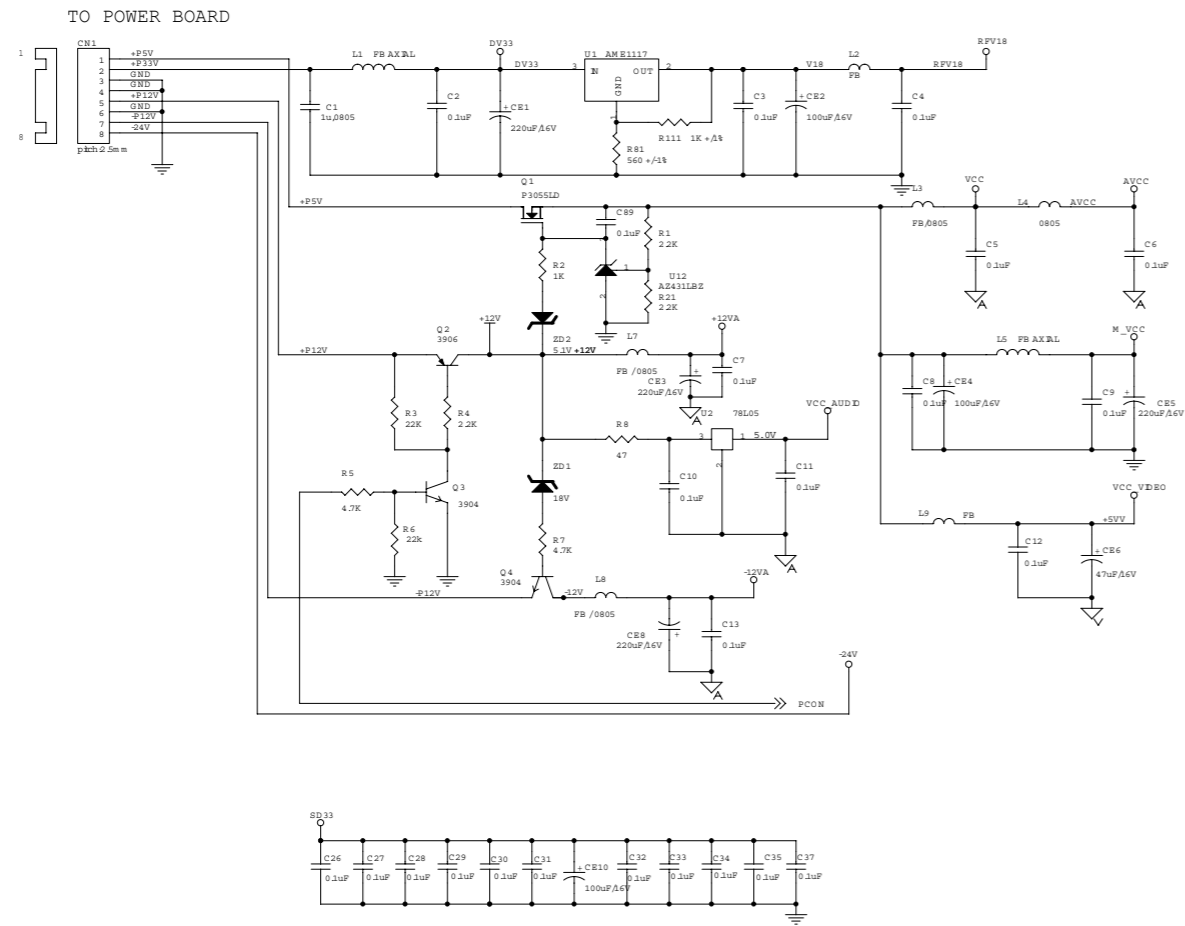 TO POWER BOARD
CN1
1
8
1 +P5V
2 +P33V
3 GND
4 GND
5 +P12V
6 GND
7 -P12V
8 -24V
pitch:2.5mm
L1 FB AXIAL
DV33
DV33
U1 AME1117
3 IN OUT 2
GND
1
V18
L2
FB
RFV18
RFV18
C1
1u,0805
C2
0.1uF
CE1
220uF/16V
R111 1K +/1%
R81
560 +/-1%
C3
0.1uF
CE2
100uF/16V
C4
0.1uF
Q1
P3055LD
+P5V
C89
0.1uF
R1
2.2K
R2
1K
1
2
U12
AZ431LBZ
R21
2.2K
L3
FB/0805
VCC
L4
0805
AVCC
AVCC
C5
0.1uF
A
C6
0.1uF
A
Q2
3906
+12V
+P12V
ZD2
5.1V +12V
L7
FB/0805
+12VA
CE3
220uF/16V
C7
0.1uF
A
M_VCC
L5 FB AXIAL
C8
0.1uF
CE4
100uF/16V
C9
0.1uF
CE5
220uF/16V
R3
22K
R4
2.2K
R8
47
U2 78L05
3 1 5.0V
2
VCC_AUDIO
C10
0.1uF
C11
0.1uF
A
R5
4.7K
Q3
3904
R6
22k
ZD1
18V
R7
4.7K
Q4
3904
-P12V
-12V
L8
FB/0805
-12VA
CE8
220uF/16V
C13
0.1uF
A
VCC_VIDEO
L9 FB
+5VV
C12
0.1uF
CE6
47uF/16V
V
-24V
PCON
SD33
C26
0.1uF
C27
0.1uF
C28
0.1uF
C29
0.1uF
C30
0.1uF
C31
0.1uF
CE10
100uF/16V
C32
0.1uF
C33
0.1uF
C34
0.1uF
C35
0.1uF
C37
0.1uF